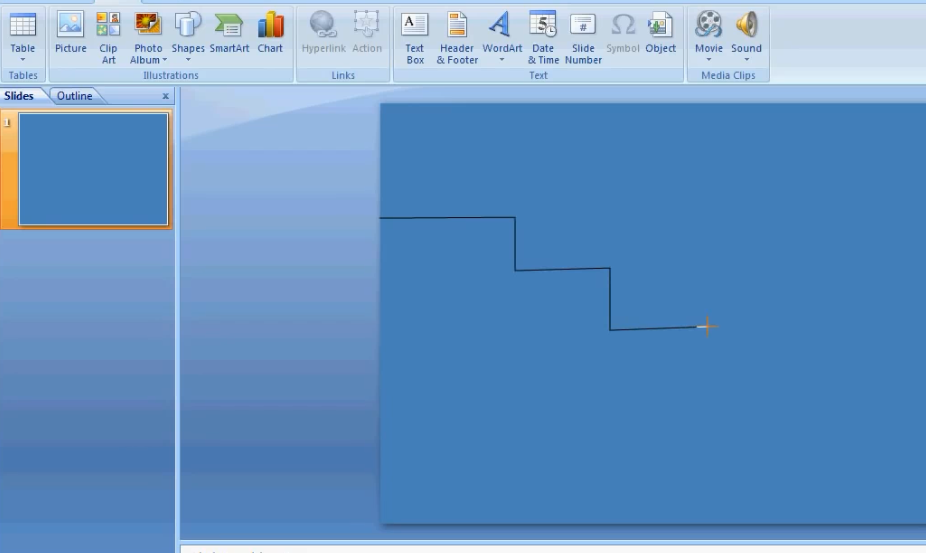 Table
Picture
Clip
Art
Photo
Album
Shapes
SmartArt
Chart
Hyperlink
Action
Text
Box
Header
& Footer
WordArt
Date
& Time
Slide
Number
Symbol
Object
Movie
Sound
Tables
Illustrations
Links
Text
Media Clips
Slides
Outline
x
1